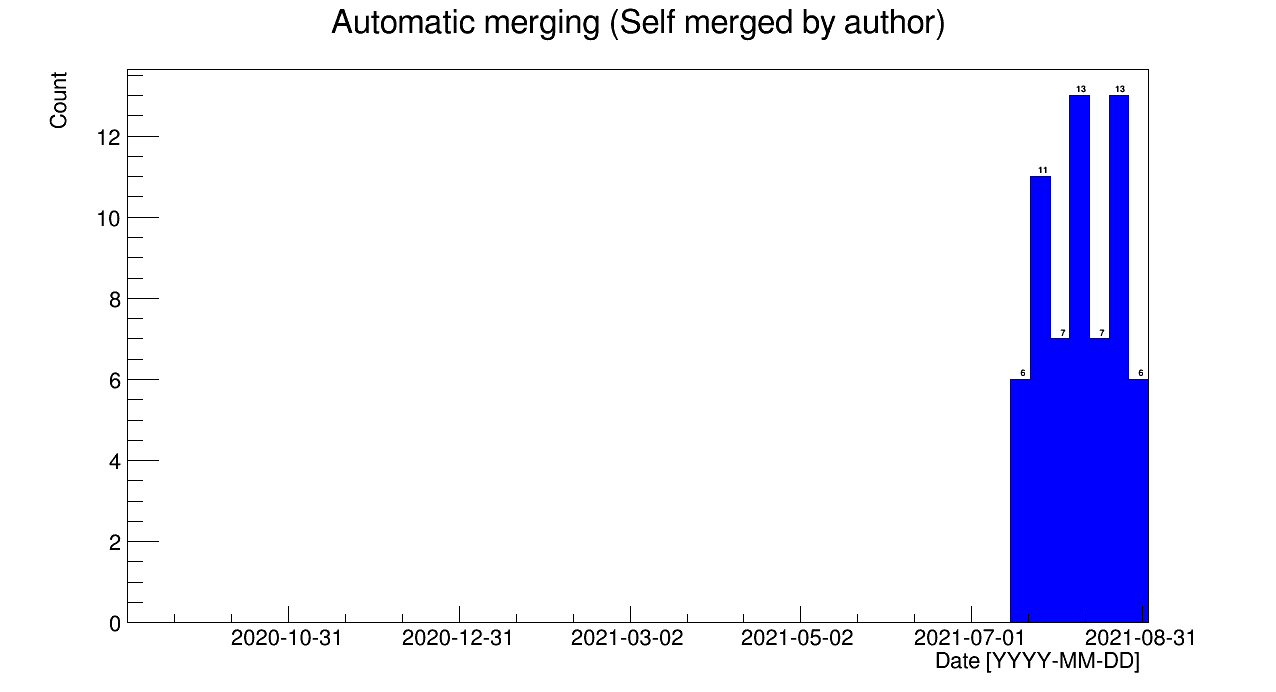 Automatic merging (Self merged by author)
Count
13 13
12
11
10
8
7 7
6 6
6
4
2
0
2020-10-31 2020-12-31 2021-03-02 2021-05-02 2021-07-01 2021-08-31
Date [YYYY-MM-DD]